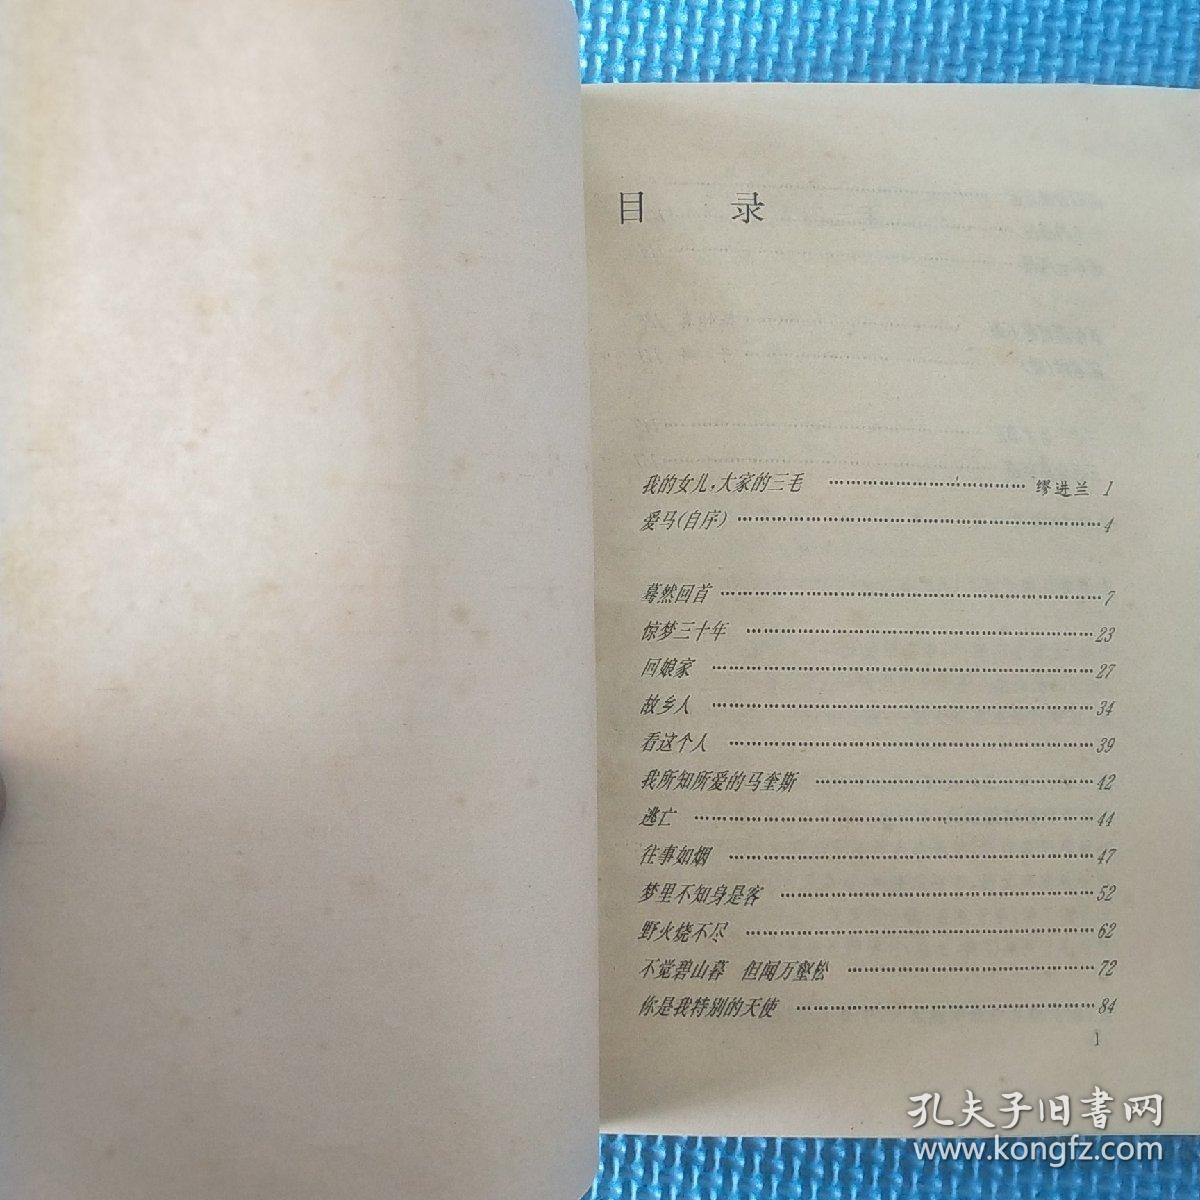 目 录
我的女儿,大家的三毛 …………………………… 缪进兰 1
爱马(自序) …………………………………………………… 4
蓦然回首 …………………………………………………… 7
惊梦三十年 ………………………………………………… 23
回娘家 ……………………………………………………… 27
故乡人 ……………………………………………………… 34
看这个人 …………………………………………………… 39
我所知所爱的马奎斯 ……………………………………… 42
逃亡 ………………………………………………………… 44
往事如烟 …………………………………………………… 47
梦里不知身是客 …………………………………………… 52
野火烧不尽 ………………………………………………… 62
不觉碧山暮 但闻万壑松 ………………………………… 72
你是我特别的天使 ………………………………………… 84
1
孔夫子旧書网
www.kongfz.com